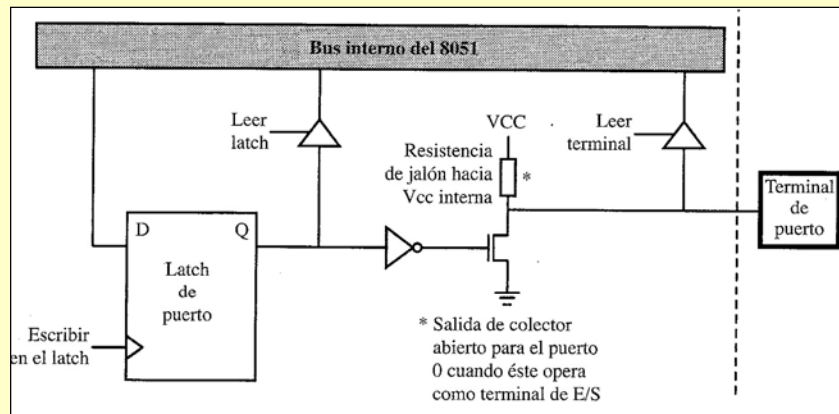 Bus interno del 8051
Leer
latch
VCC
Resistencia
de jalón hacia
Vcc interna
*
Leer
terminal
Terminal
de
puerto
D
Q
Latch
de
puerto
Escribir
en el latch
* Salida de colector
abierto para el puerto
0 cuando éste opera
como terminal de E/S